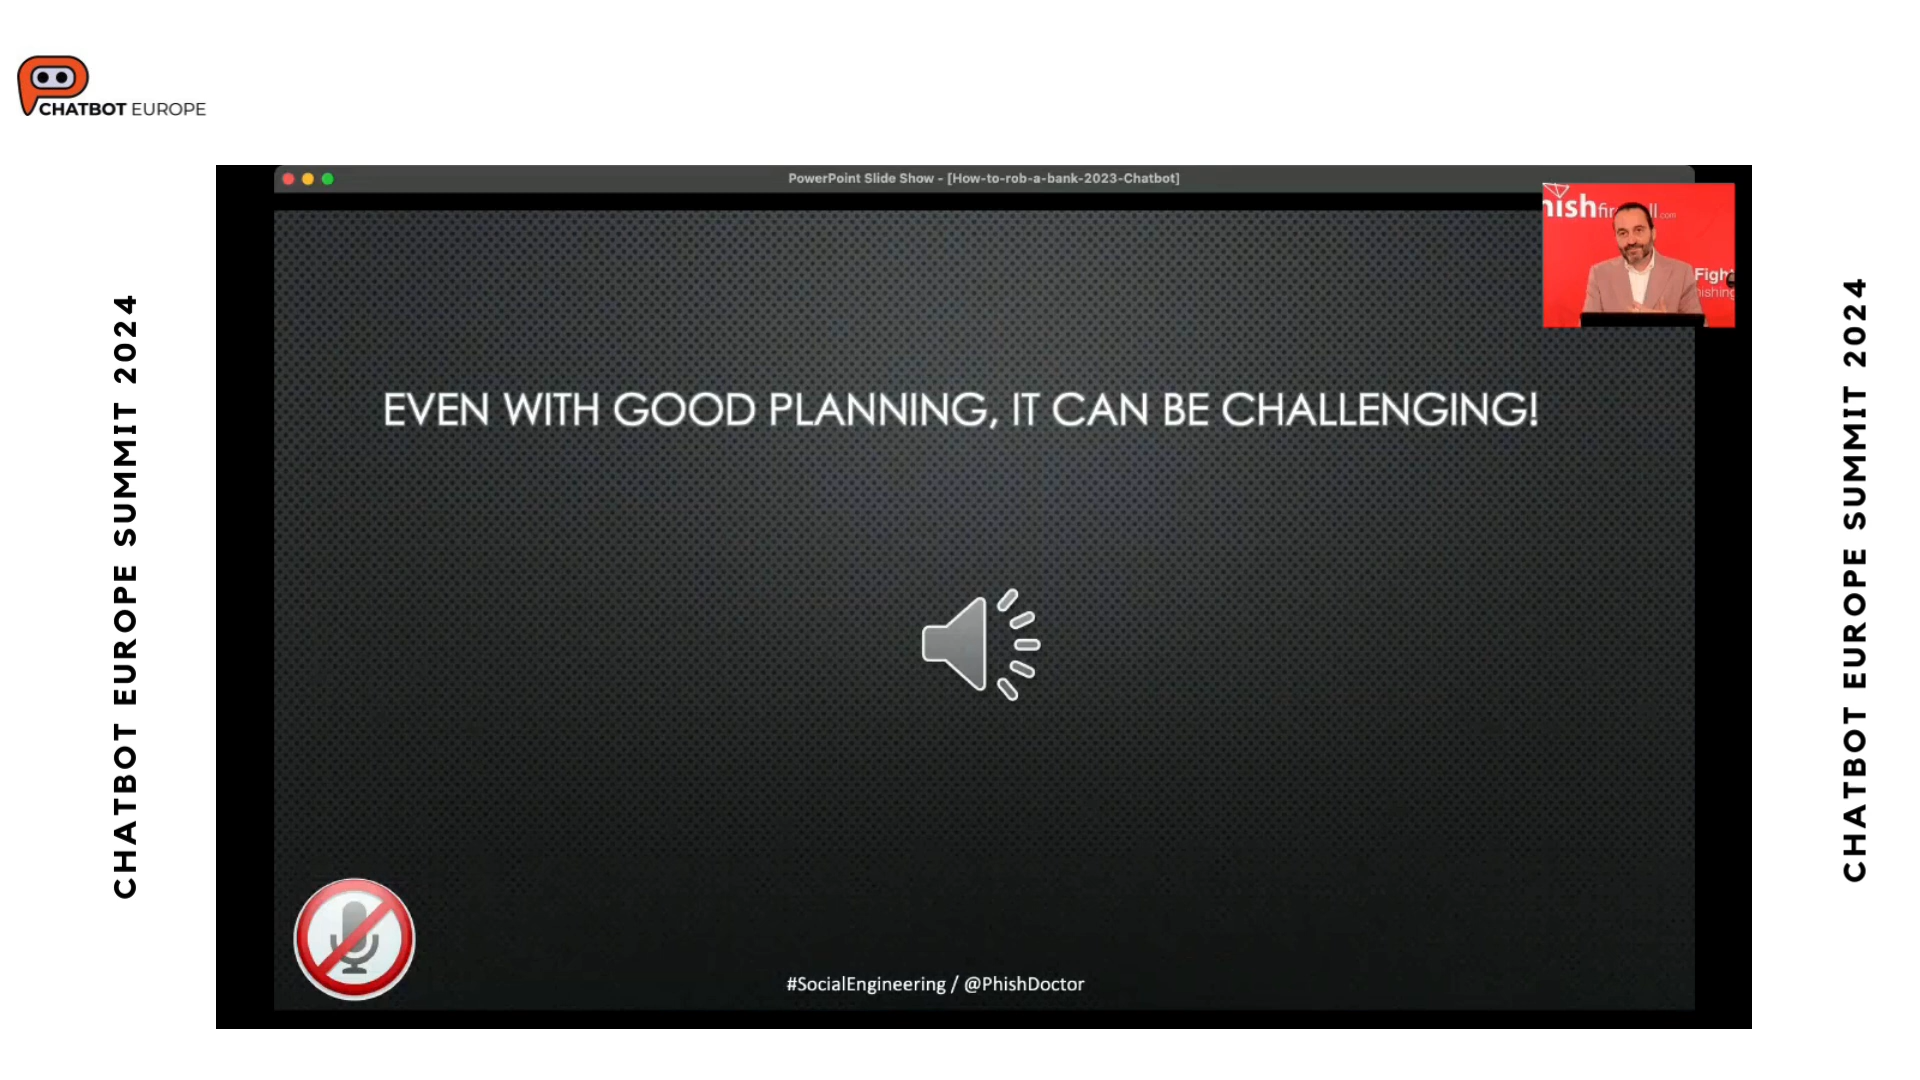 CHATBOT EUROPE
PowerPoint Slide Show - [How-to-rob-a-bank-2023-Chatbot]
EVEN WITH GOOD PLANNING, IT CAN BE CHALLENGING!
#SocialEngineering / @PhishDoctor
CHATBOT EUROPE SUMMIT 2024
CHATBOT EUROPE SUMMIT 2024